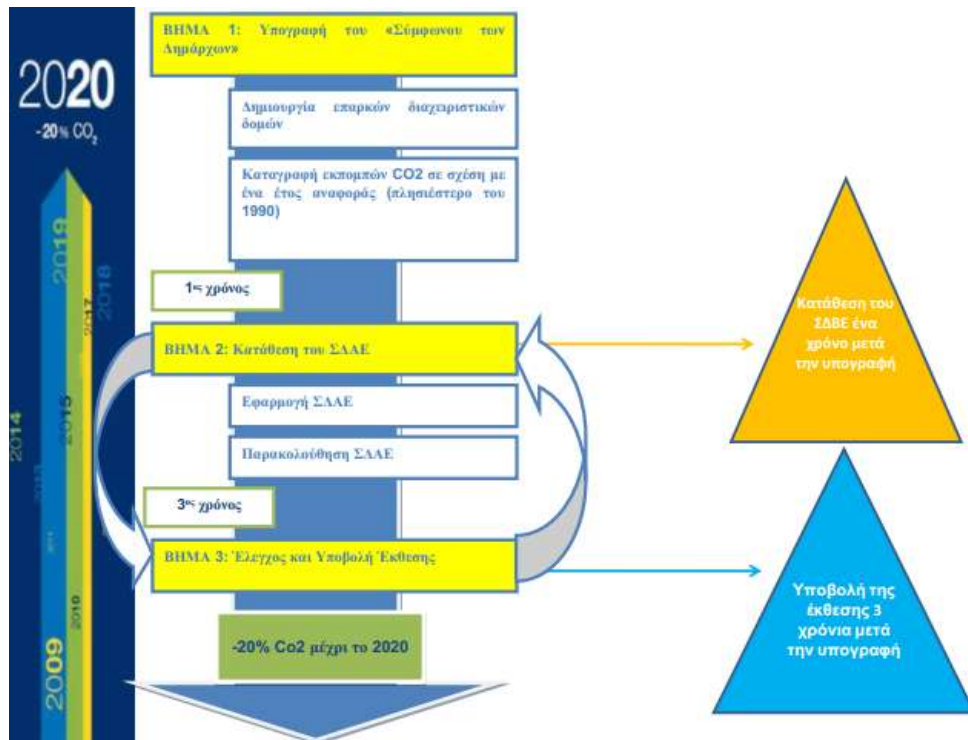 2020
-20% CO2
2019
2018
2017
2015
2014
2013
2011
2010
2009
ΒΗΜΑ 1: Υπογραφή του «Σύμφωνου των
Δημάρχων»
Δημιουργία επαρκών διαχειριστικών
δομών
Καταγραφή εκπομπών CO2 σε σχέση με
ένα έτος αναφοράς (πλησιέστερο του
1990)
1ος χρόνος
ΒΗΜΑ 2: Κατάθεση του ΣΔΑΕ
Εφαρμογή ΣΔΑΕ
Παρακολούθηση ΣΔΑΕ
3ος χρόνος
ΒΗΜΑ 3: Έλεγχος και Υποβολή Έκθεσης
-20% Co2 μέχρι το 2020
Κατάθεση του
ΣΔΒΕ ένα
χρόνο μετά
την υπογραφή
Υποβολή της
έκθεσης 3
χρόνια μετά
την υπογραφή